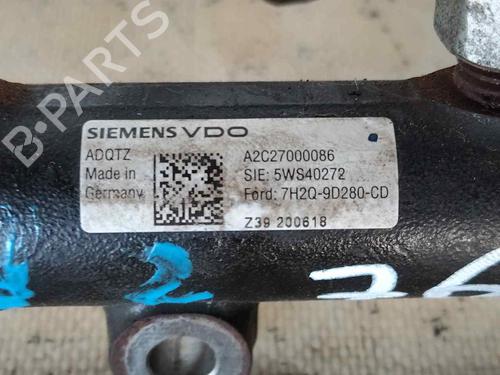 SIEMENS VDO
ADQTZ
Made in
Germany
A2C27000086
SIE: 5WS40272
Ford: 7H2Q-9D280-CD
Z39 200618
B-PARTS